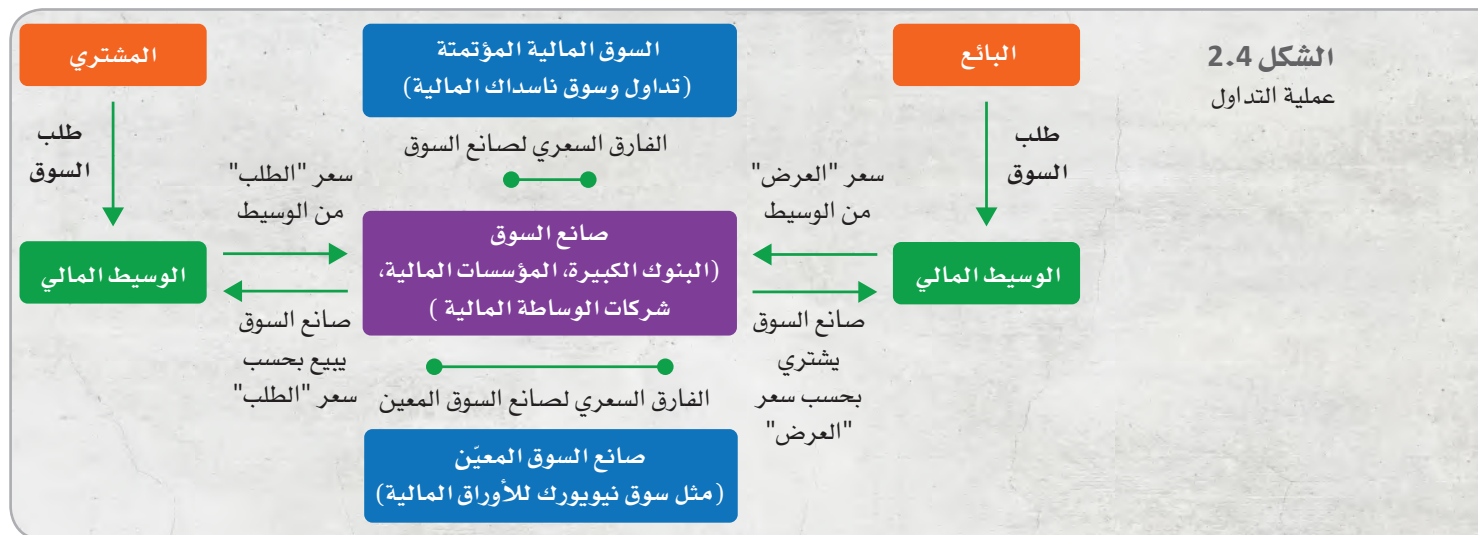 الشكل 2.4
عملية التداول
البائع
طلب
السوق
الوسيط المالي
سعر "العرض"
من الوسيط
صانع السوق
يشتري
بحسب سعر
"العرض"
السوق المالية المؤتمتة
(تداول وسوق ناسداك المالية)
الفارق السعري لصانع السوق
صانع السوق
(البنوك الكبيرة، المؤسسات المالية،
شركات الوساطة المالية )
الفارق السعري لصانع السوق المعين
صانع السوق المعيّن
(مثل سوق نيويورك للأوراق المالية)
سعر "الطلب"
من الوسيط
صانع السوق
يبيع بحسب
سعر "الطلب"
المشتري
طلب
السوق
الوسيط المالي